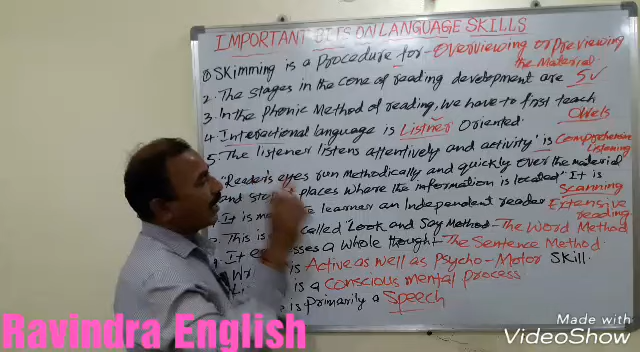 IMPORTANT BITS ON LANGUAGE SKILLS
① Skimming is a procedure for - Overviewing or previewing
the Material.
2. The stages in the cone of reading development are 5 ✓
3. In the Phonic Method of reading, we have to first teach
OWels
4. Interactional language is Listner Oriented
5. The listener listens attentively and activity is Comprehensive
Listening
"Reader's eyes run Methodically and quickly over the material
and places where the information is located" It is
scanning
It is learner an Independent reader Extensive
reading
This is called "Look and Say Method - The Word Method
It a whole thought - The Sentence Method
is Active as well as Psycho - Motor skill.
is a conscious mental process
is primarily a Speech
Ravindra English
Made with
VideoShow